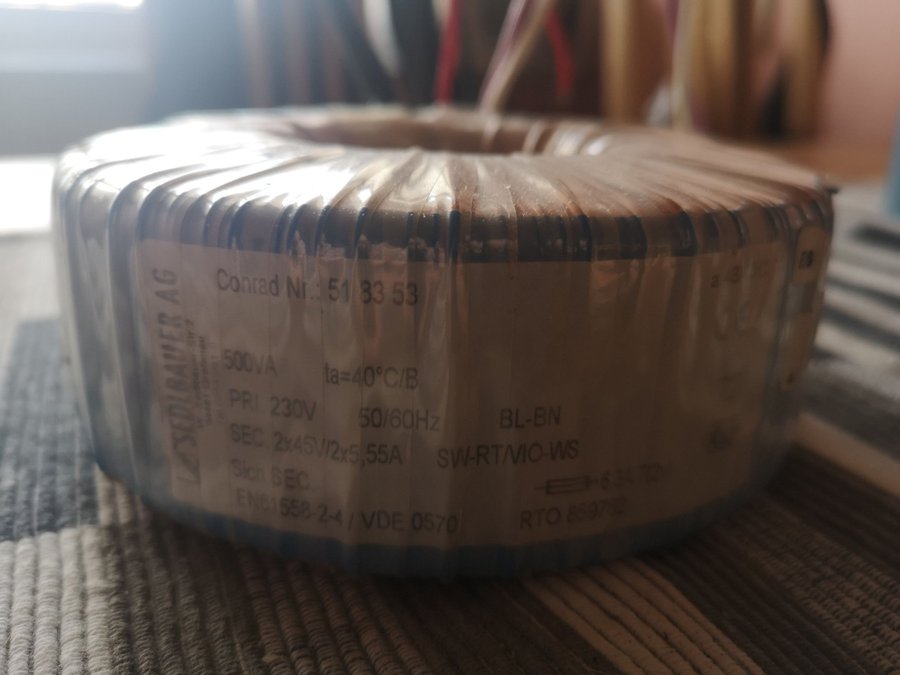 SEDLBAUER AG
Conrad Nr.: 51 83 53
500VA ta=40°C/B
PRI 230V 50/60Hz BL-BN
SEC 2x45V/2x5,55A SW-RT/VIO-WS
Sich SEC
EN61558-2-4 / VDE 0570 RTO 859762